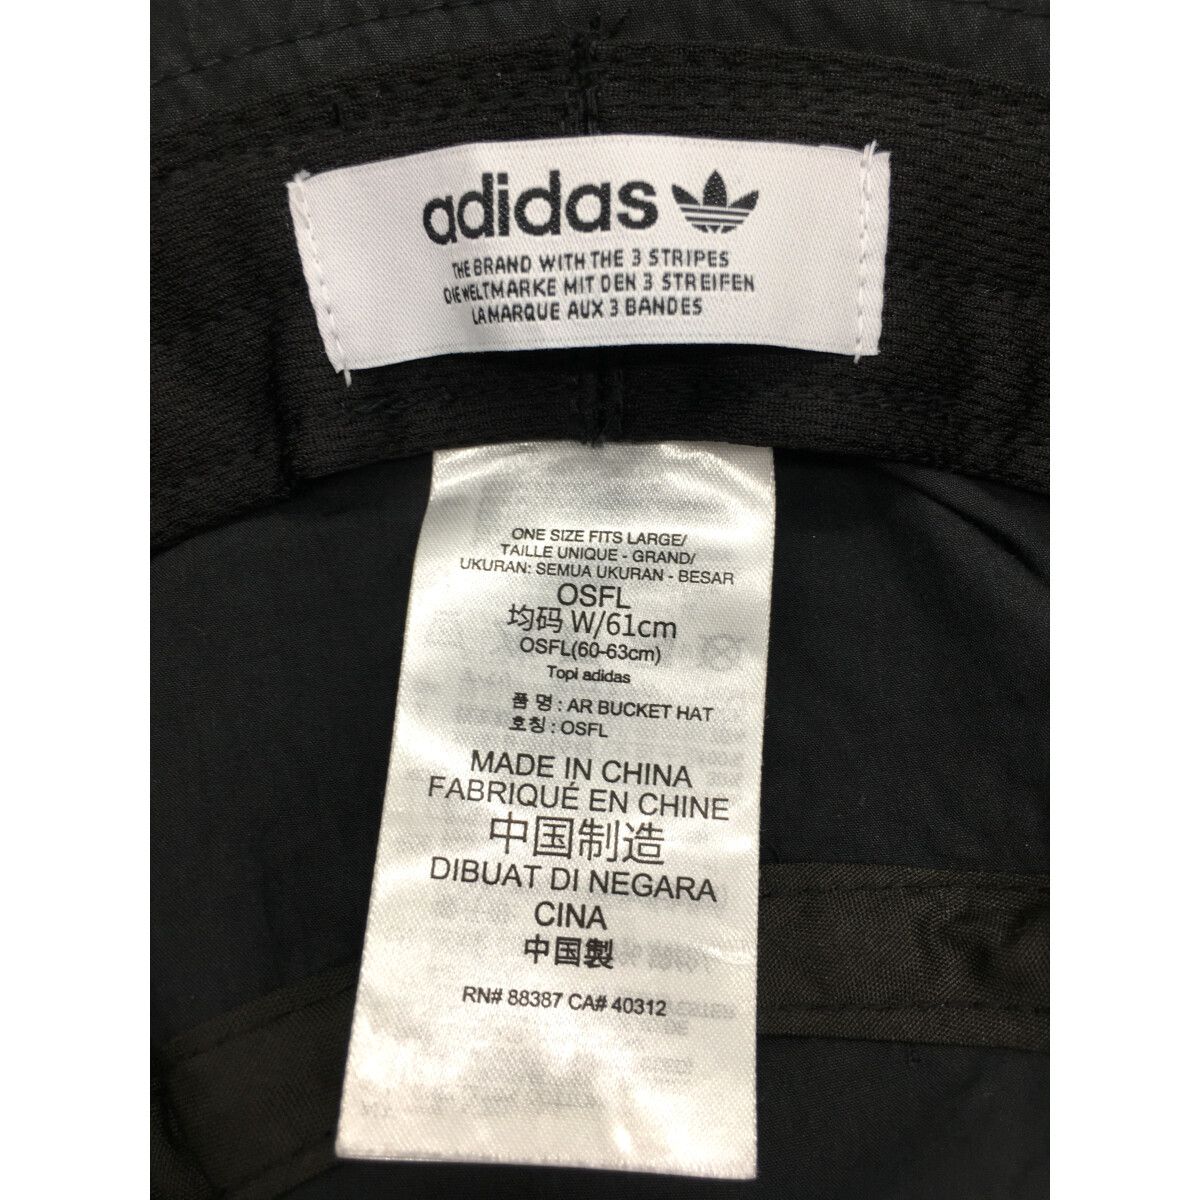 adidas
THE BRAND WITH THE 3 STRIPES
DIE WELTMARKE MIT DEN 3 STREIFEN
LA MARQUE AUX 3 BANDES
ONE SIZE FITS LARGE/
TAILLE UNIQUE - GRAND/
UKURAN: SEMUA UKURAN - BESAR
OSFL
均码 W/61cm
OSFL(60-63cm)
Topi adidas
품 명 : AR BUCKET HAT
호칭 : OSFL
MADE IN CHINA
FABRIQUÉ EN CHINE
中国制造
DIBUAT DI NEGARA
CINA
中国製
RN# 88387 CA# 40312